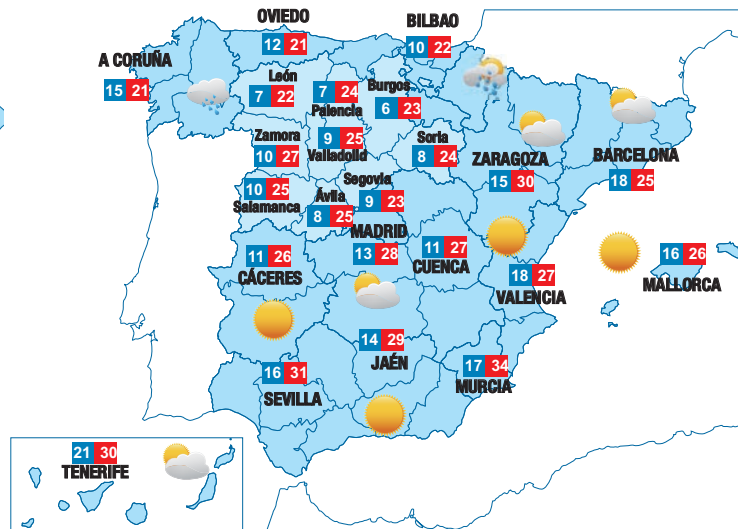 OVIEDO
12 21
BILBAO
10 22
A CORUÑA
15 21
León
7 22
7 24
Palencia
Burgos
6 23
Zamora
10 27
9 25
Valladolid
Soria
8 24
ZARAGOZA
15 30
BARCELONA
18 25
10 25
Salamanca
Ávila
8 25
Segovia
9 23
MADRID
13 28
11 27
CUENCA
11 26
CÁCERES
18 27
VALENCIA
16 26
MALLORCA
14 29
JAÉN
17 34
MURCIA
16 31
SEVILLA
21 30
TENERIFE